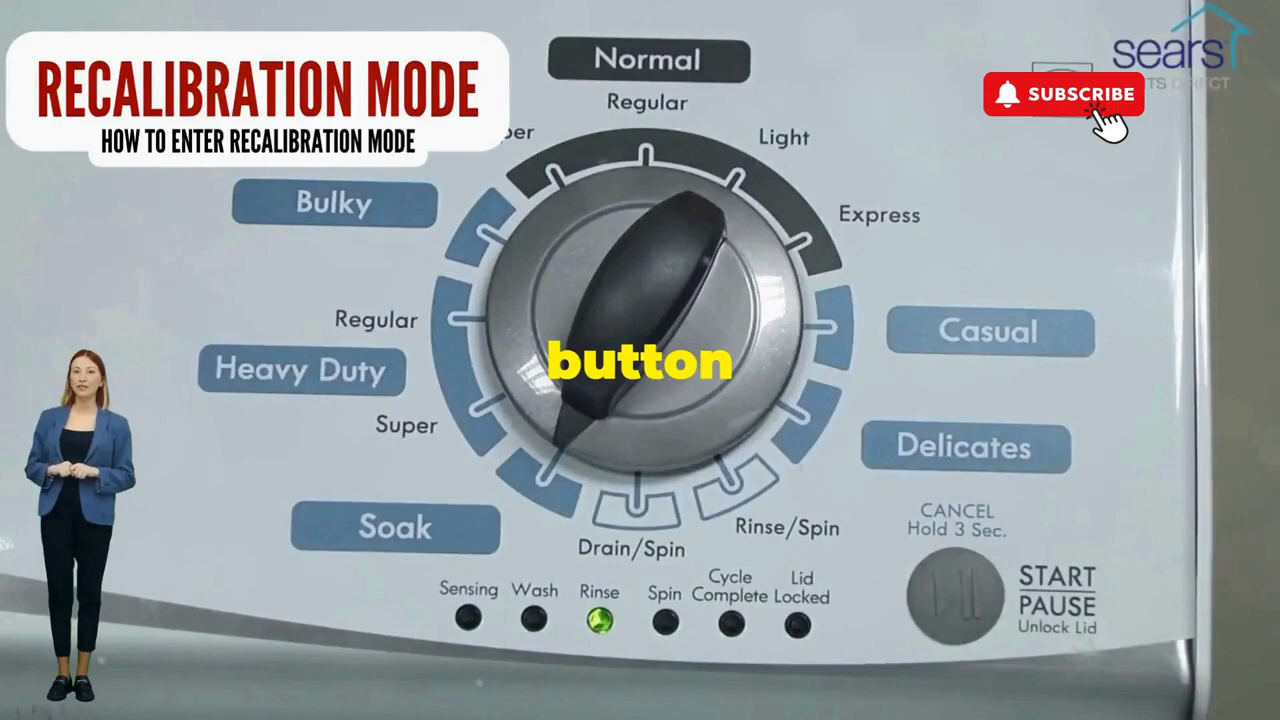 sears
RECALIBRATION MODE
HOW TO ENTER RECALIBRATION MODE
SUBSCRIBE
DIRECT
Normal
Regular
Light
Bulky
Express
Regular
Casual
Heavy Duty
button
Super
Delicates
Soak
CANCEL
Hold 3 Sec.
Rinse/Spin
Drain/Spin
Sensing
Wash
Rinse
Spin
Cycle
Complete
Lid
Locked
START
PAUSE
Unlock Lid